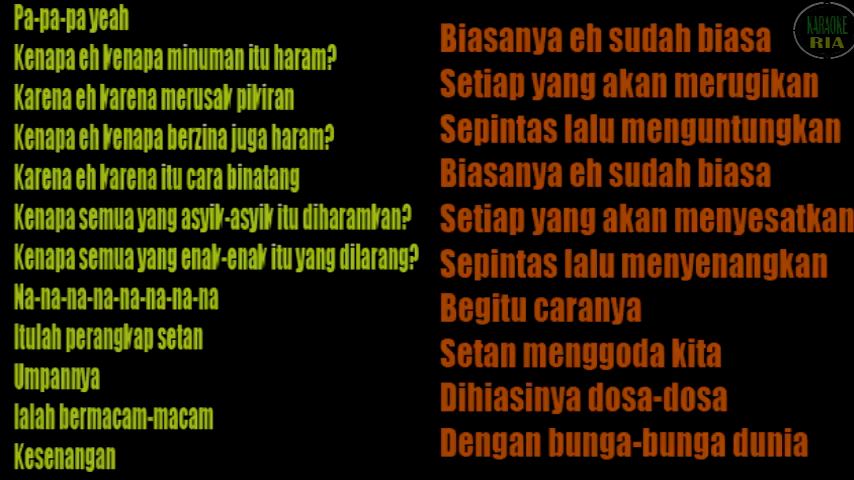 Pa-pa-pa yeah
Kenapa eh kenapa minuman itu haram?
Karena eh karena merusak pikiran
Kenapa eh kenapa berzina juga haram?
Karena eh karena itu cara binatang
Kenapa semua yang asyik-asyik itu diharamkan?
Kenapa semua yang enak-enak itu yang dilarang?
Na-na-na-na-na-na-na-na
Itulah perangkap setan
Umpannya
Ialah bermacam-macam
Kesenangan
Biasanya eh sudah biasa
Setiap yang akan merugikan
Sepintas lalu menguntungkan
Biasanya eh sudah biasa
Setiap yang akan menyesatkan
Sepintas lalu menyenangkan
Begitu caranya
Setan menggoda kita
Dihiasinya dosa-dosa
Dengan bunga-bunga dunia
KARAOKE
RIA